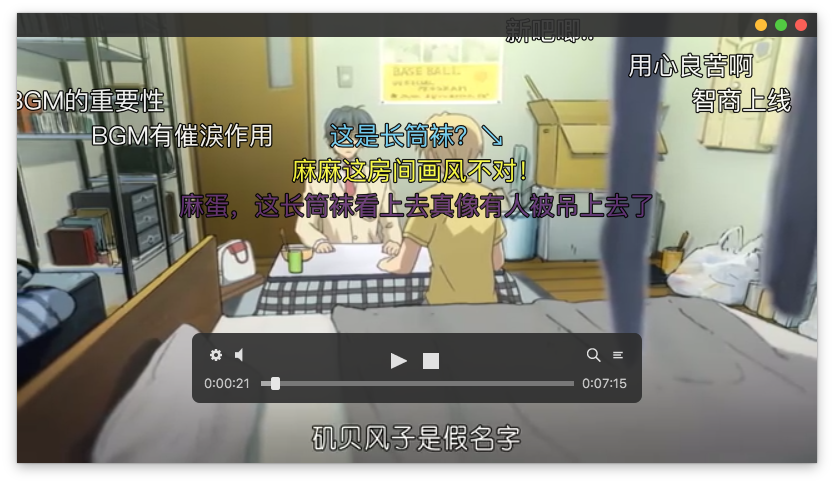 新吧唧..
用心良苦啊
BGM的重要性
智商上线
BGM有催淚作用
这是长筒袜？↘
麻麻这房间画风不对！
麻蛋，这长筒袜看上去真像有人被吊上去了
BASE BALL
0:00:21
0:07:15
矶贝风子是假名字